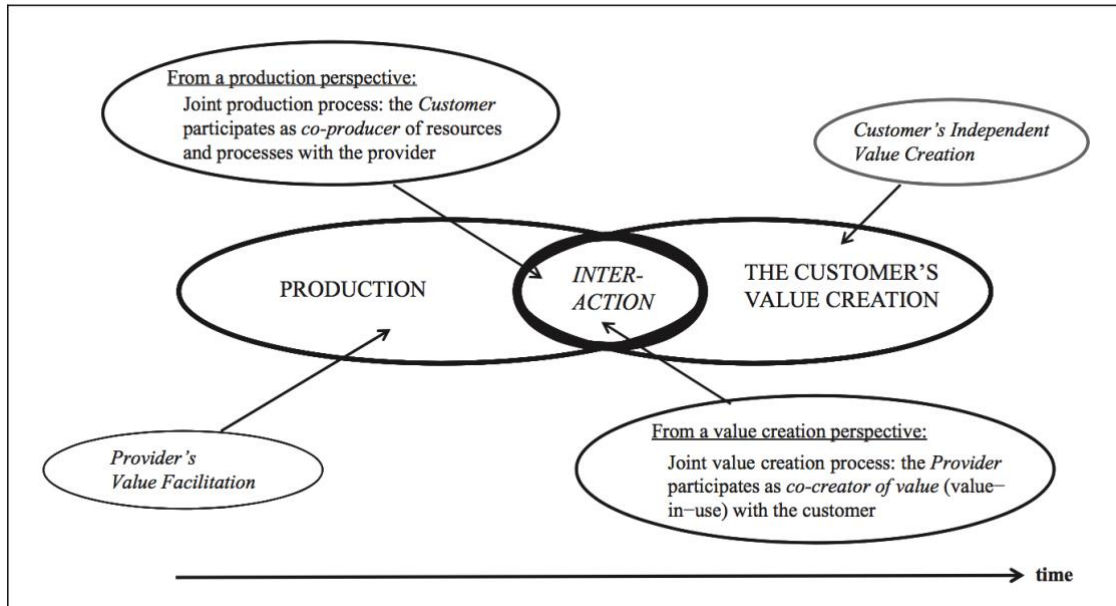 From a production perspective:
Joint production process: the Customer
participates as co-producer of resources
and processes with the provider
Customer's Independent
Value Creation
PRODUCTION
INTER-
ACTION
THE CUSTOMER'S
VALUE CREATION
Provider's
Value Facilitation
From a value creation perspective:
Joint value creation process: the Provider
participates as co-creator of value (value–
in–use) with the customer
time